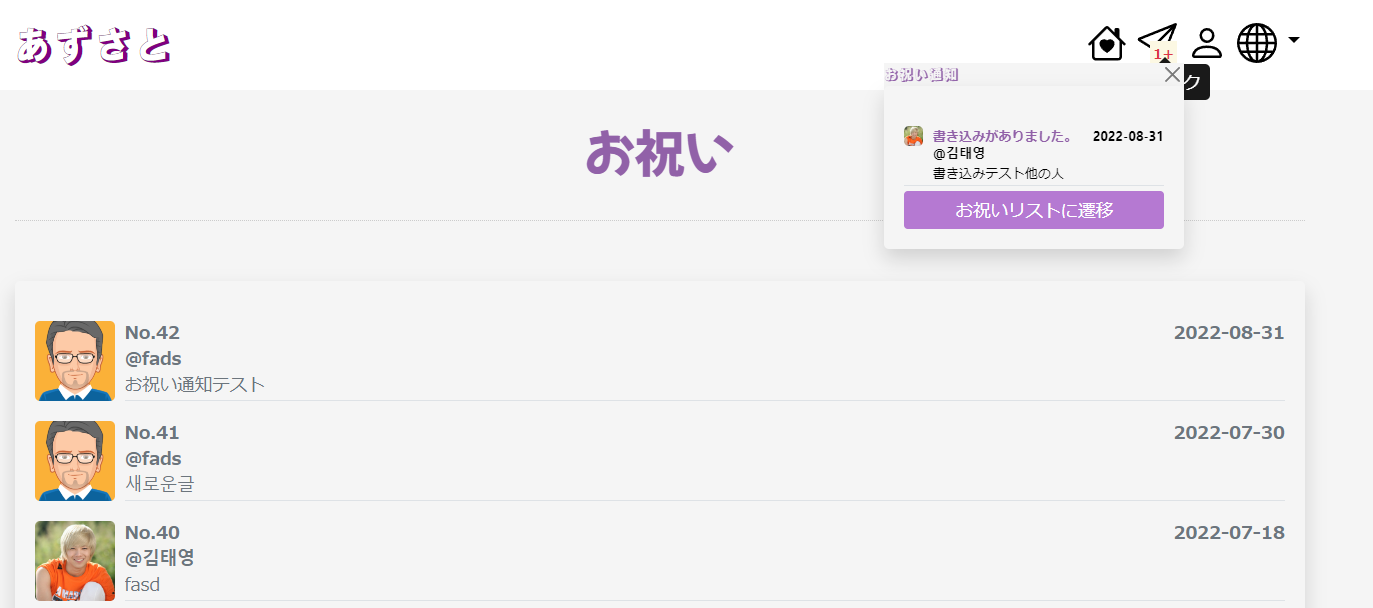 あずさと
1+
ク
お祝い通知
書き込みがありました。 2022-08-31
@김태영
書き込みテスト他の人
お祝いリストに遷移
お祝い
No.42 2022-08-31
@fads
お祝い通知テスト
No.41 2022-07-30
@fads
새로운글
No.40 2022-07-18
@김태영
fasd